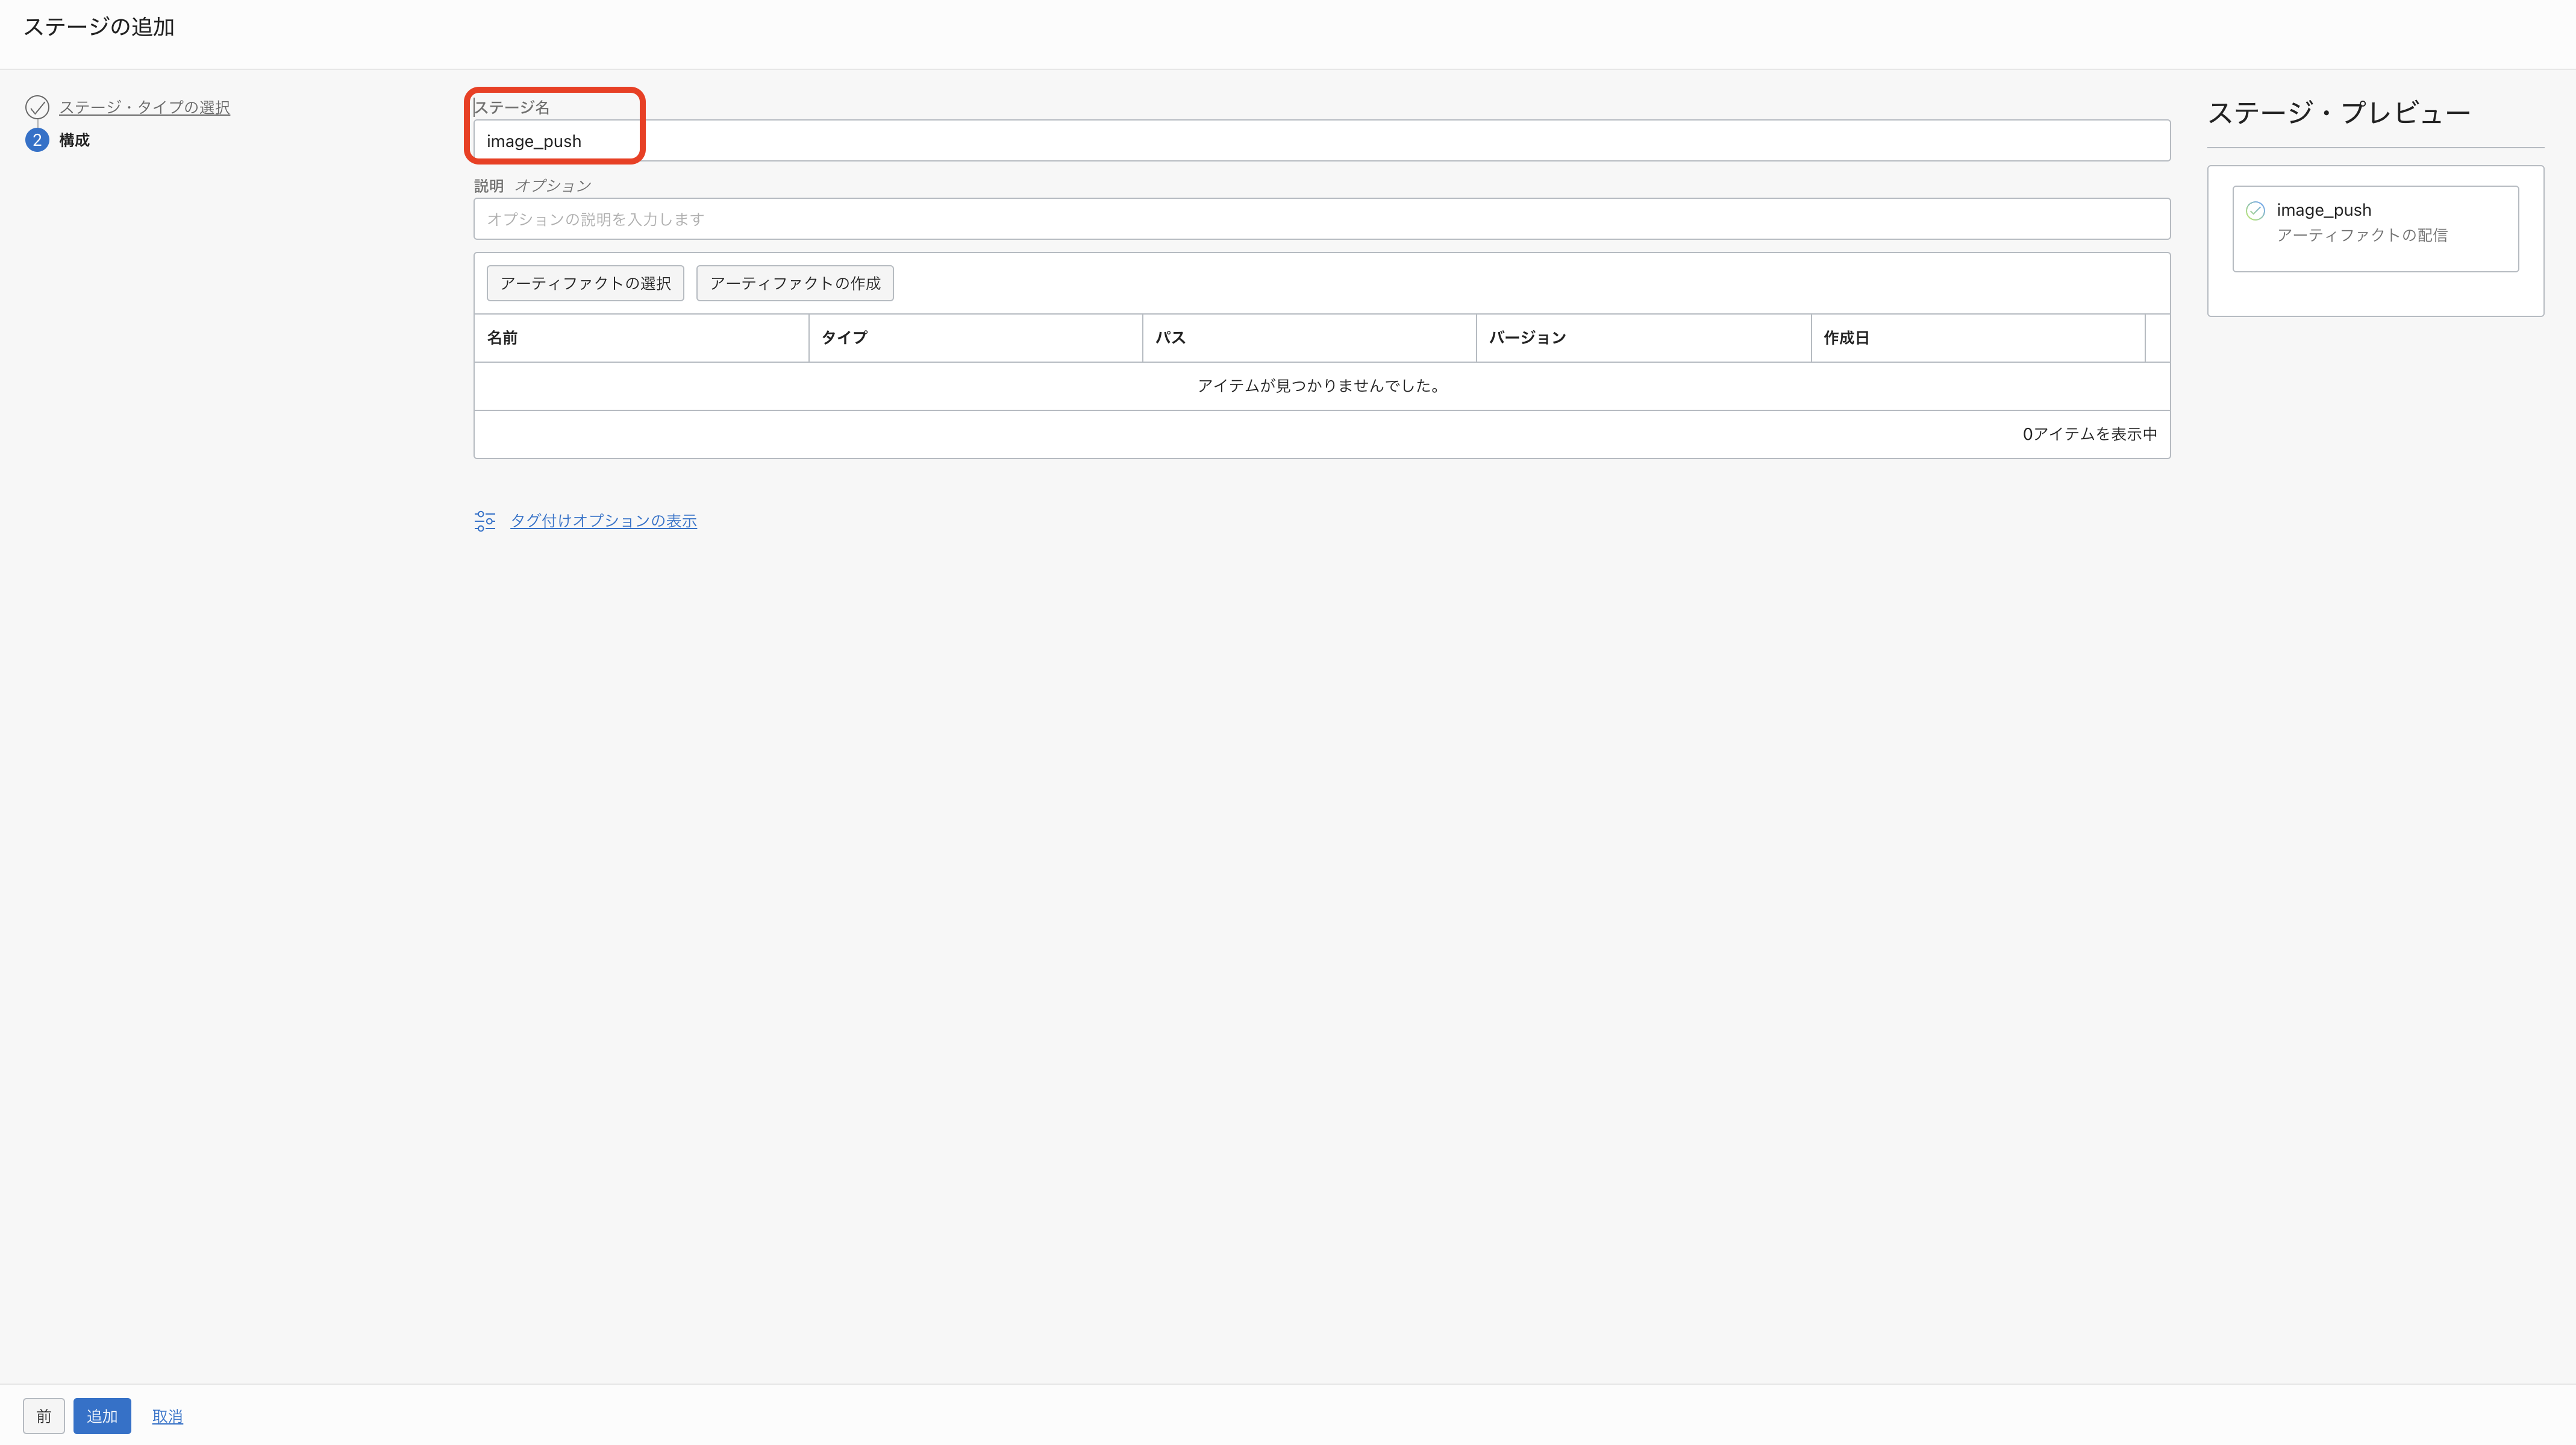 ステージの追加
ステージ・タイプの選択
2 構成
ステージ名
image_push
説明 オプション
オプションの説明を入力します
アーティファクトの選択 アーティファクトの作成
名前 タイプ パス バージョン 作成日
アイテムが見つかりませんでした。
0アイテムを表示中
タグ付けオプションの表示
ステージ・プレビュー
image_push
アーティファクトの配信
前 追加 取消